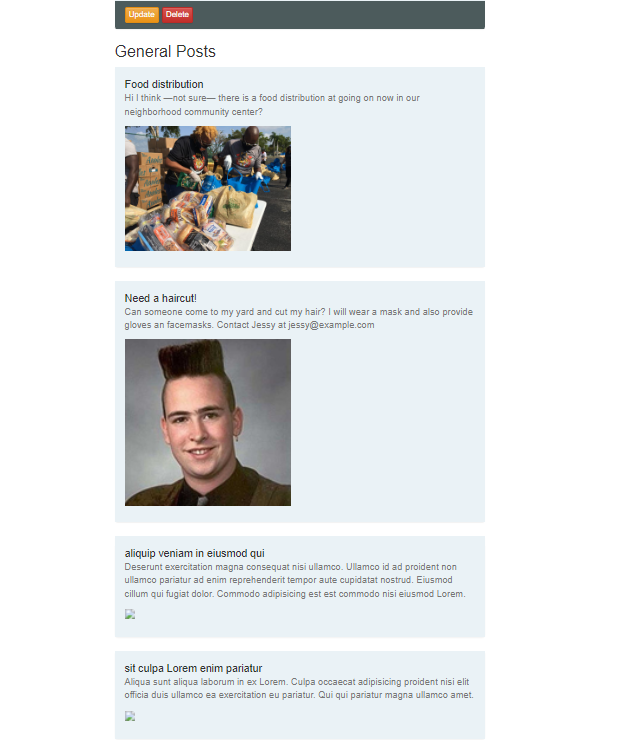 Update Delete
General Posts
Food distribution
Hi I think —not sure— there is a food distribution at going on now in our
neighborhood community center?
Need a haircut!
Can someone come to my yard and cut my hair? I will wear a mask and also provide
gloves an facemasks. Contact Jessy at jessy@example.com
aliquip veniam in eiusmod qui
Deserunt exercitation magna consequat nisi ullamco. Ullamco id ad proident non
ullamco pariatur ad enim reprehenderit tempor aute cupidatat nostrud. Eiusmod
cillum qui fugiat dolor. Commodo adipisicing est est commodo nisi eiusmod Lorem.
sit culpa Lorem enim pariatur
Aliqua sunt aliqua laborum in ex Lorem. Culpa occaecat adipisicing proident nisi elit
officia duis ullamco ea exercitation eu pariatur. Qui qui pariatur magna ullamco amet.